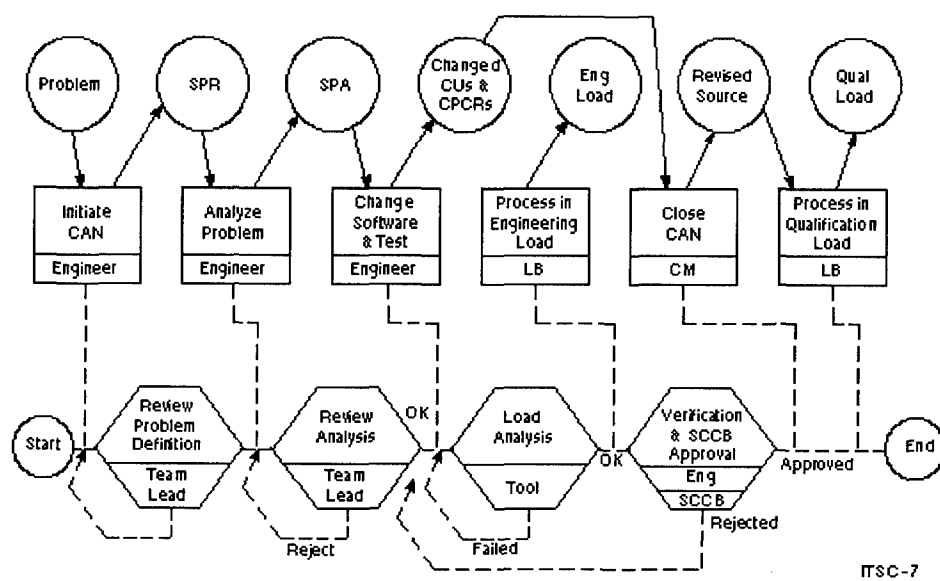 Problem
SPR
SPA
Changed
CUs &
CPCRs
Eng
Load
Revised
Source
Qual
Load
Initiate
CAN
Engineer
Analyze
Problem
Engineer
Change
Software
& Test
Engineer
Process in
Engineering
Load
LB
Close
CAN
CM
Process in
Qualification
Load
LB
Start
Review
Problem
Definition
Team
Lead
Review
Analysis
Team
Lead
Reject
OK
Load
Analysis
Tool
Failed
OK
Verification
& SCCB
Approval
Eng
SCCB
Rejected
Approved
End
ITSC-7